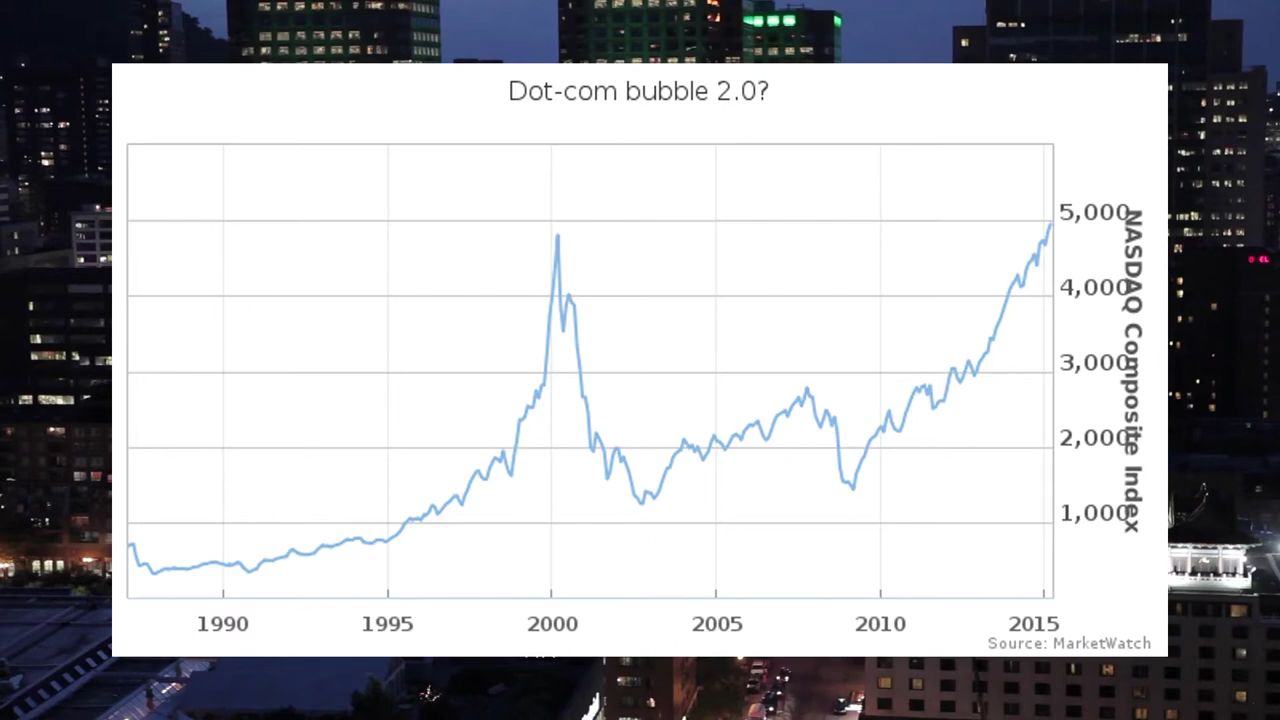 Dot-com bubble 2.0?
5,000
4,000
3,000
2,000
1,000
NASDAQ Composite Index
1990 1995 2000 2005 2010 2015
Source: MarketWatch